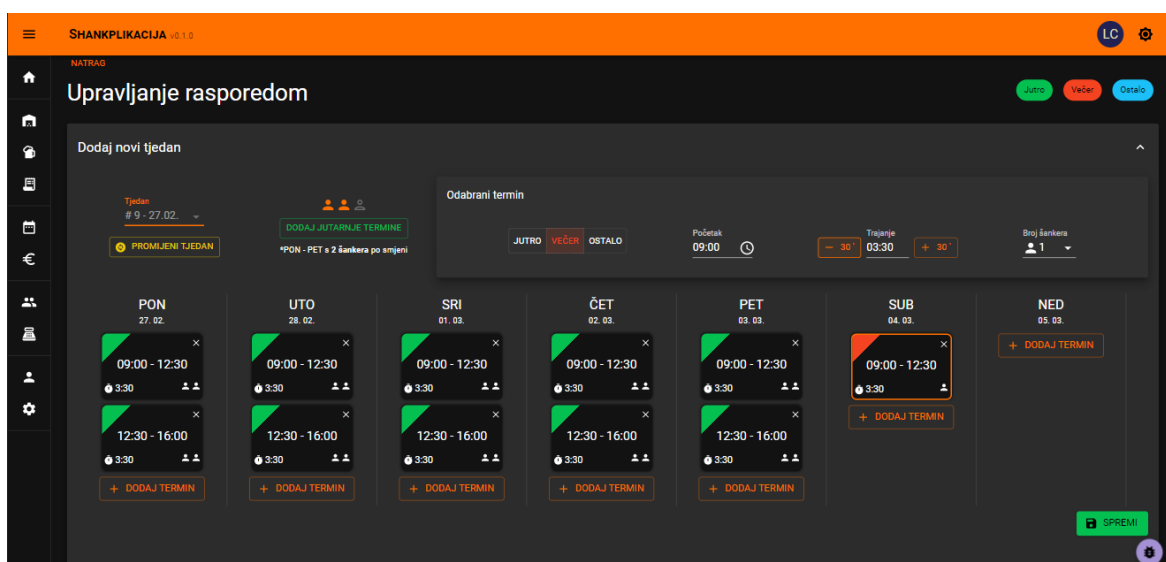 SHANKPLIKACIJA v0.1.0
LC
NATRAG
Upravljanje rasporedom
Jutro
Večer
Ostalo
Dodaj novi tjedan
Tjedan
# 9 - 27.02.
PROMIJENI TJEDAN
DODAJ JUTARNJE TERMINE
*PON - PET s 2 šankera po smjeni
Odabrani termin
JUTRO VEČER OSTALO
Početak
09:00
Trajanje
− 30´ 03:30 + 30´
Broj šankera
1
PON
27. 02.
09:00 - 12:30
3:30
12:30 - 16:00
3:30
+ DODAJ TERMIN
UTO
28. 02.
09:00 - 12:30
3:30
12:30 - 16:00
3:30
+ DODAJ TERMIN
SRI
01. 03.
09:00 - 12:30
3:30
12:30 - 16:00
3:30
+ DODAJ TERMIN
ČET
02. 03.
09:00 - 12:30
3:30
12:30 - 16:00
3:30
+ DODAJ TERMIN
PET
03. 03.
09:00 - 12:30
3:30
12:30 - 16:00
3:30
+ DODAJ TERMIN
SUB
04. 03.
09:00 - 12:30
3:30
+ DODAJ TERMIN
NED
05. 03.
+ DODAJ TERMIN
SPREMI